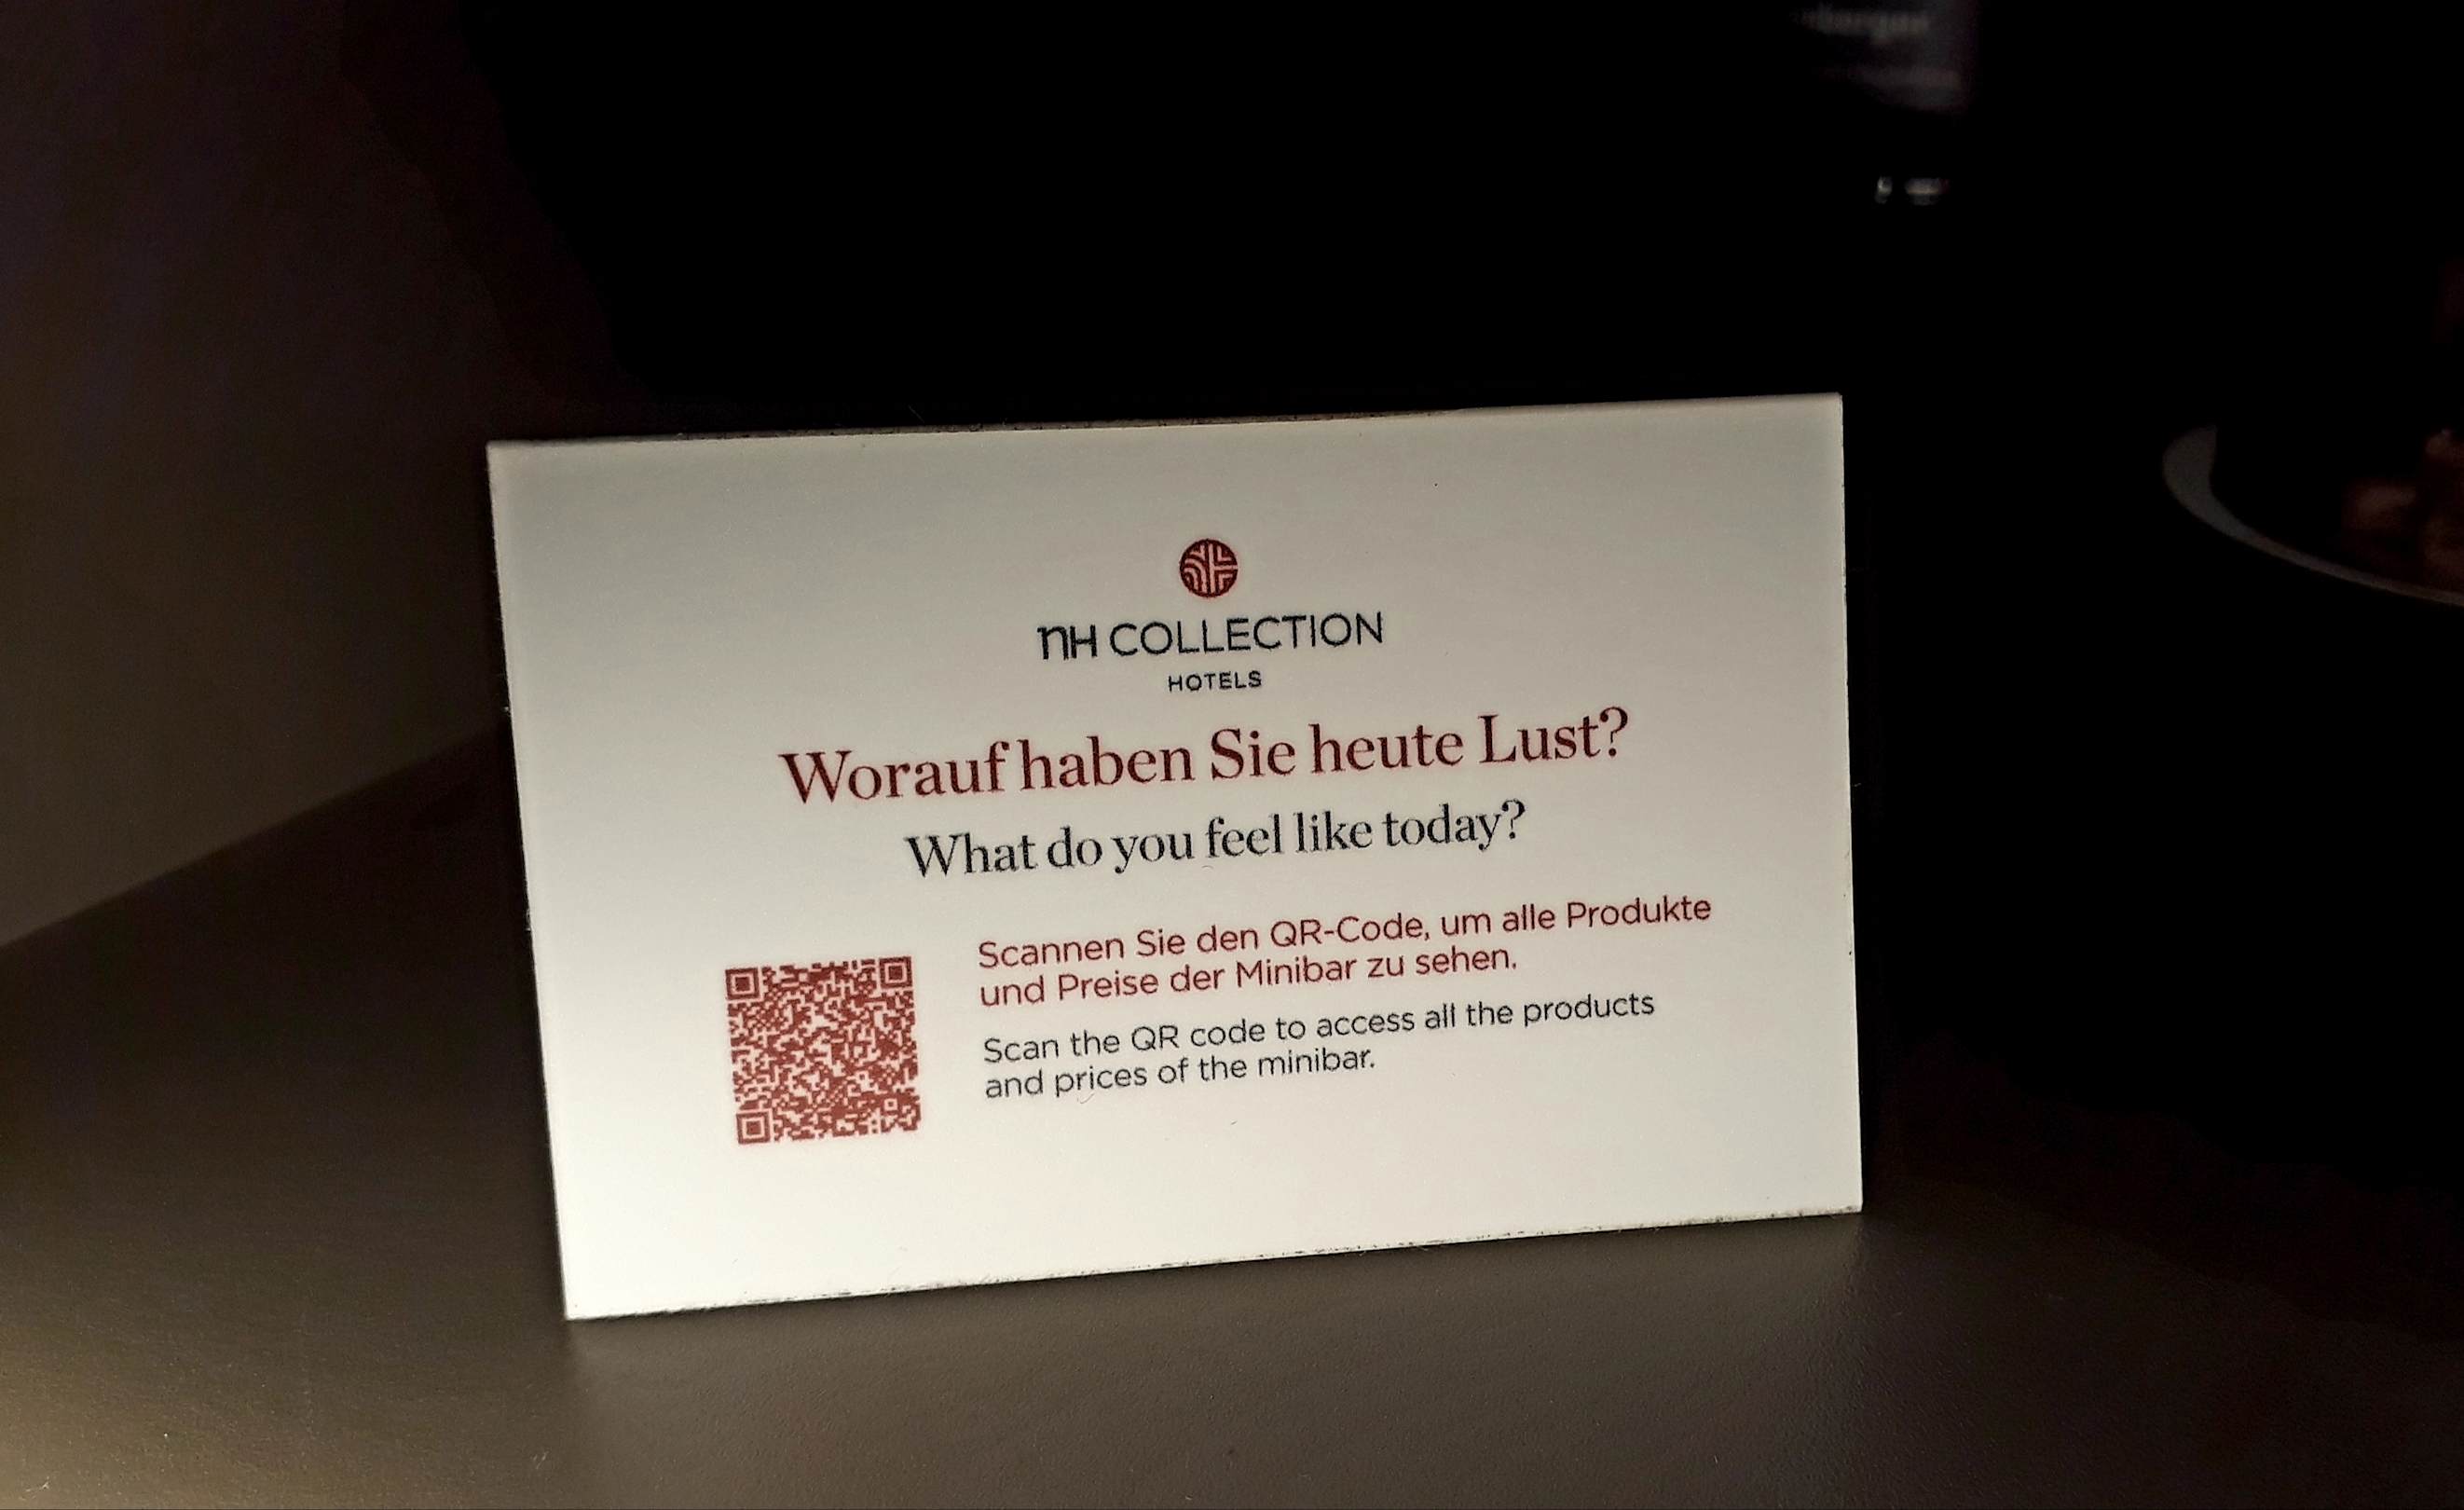 nH COLLECTION
HOTELS
Worauf haben Sie heute Lust?
What do you feel like today?
Scannen Sie den QR-Code, um alle Produkte
und Preise der Minibar zu sehen.
Scan the QR code to access all the products
and prices of the minibar.